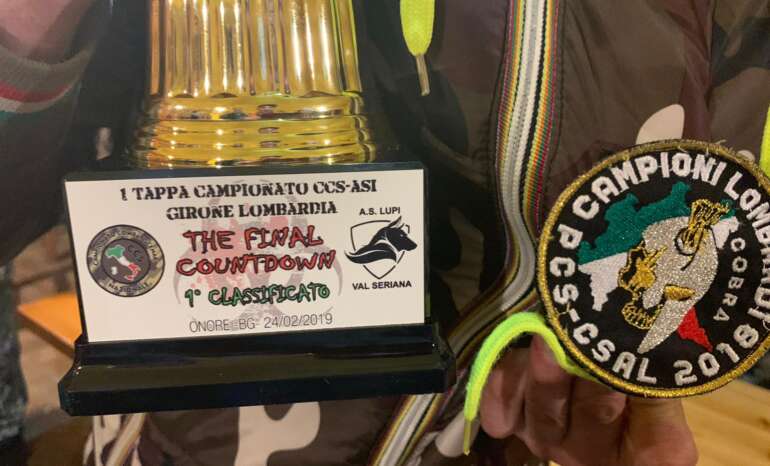 1 TAPPA CAMPIONATO CCS-ASI
GIRONE LOMBARDIA
THE FINAL
COUNTDOWN
1° CLASSIFICATO
ONORE -BG- 24/02/2019
CCS
A.S. LUPI
VAL SERIANA
CAMPIONI LOMBARDI
COBRA
PCS-CSAL 2018